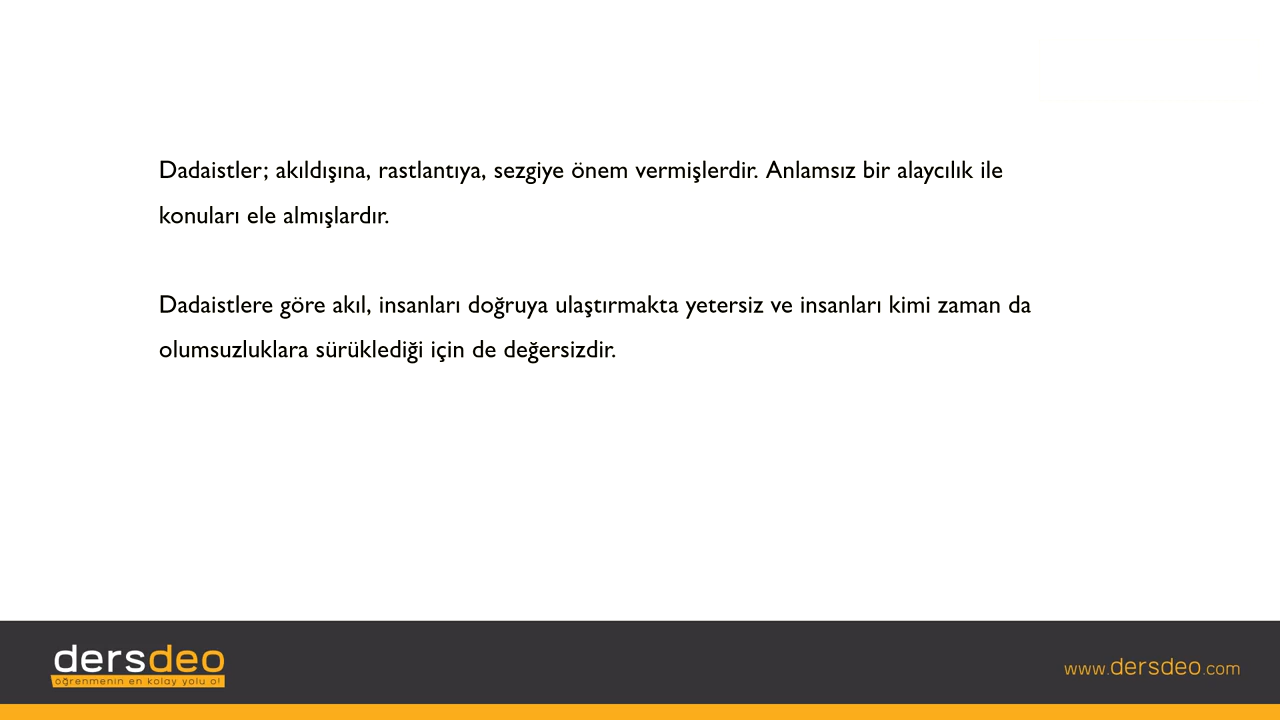 Dadaistler; akıldışına, rastlantıya, sezgiye önem vermişlerdir. Anlamsız bir alaycılık ile
konuları ele almışlardır.
Dadaistlere göre akıl, insanları doğruya ulaştırmakta yetersiz ve insanları kimi zaman da
olumsuzluklara sürüklediği için de değersizdir.
dersdeo
öğrenmenin en kolay yolu o!
www.dersdeo.com